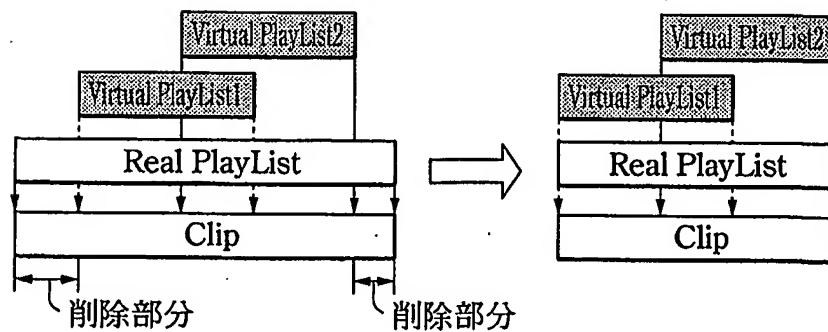 Virtual PlayList2
Virtual PlayList1
Real PlayList
Clip
削除部分
削除部分
Virtual PlayList2
Virtual PlayList1
Real PlayList
Clip